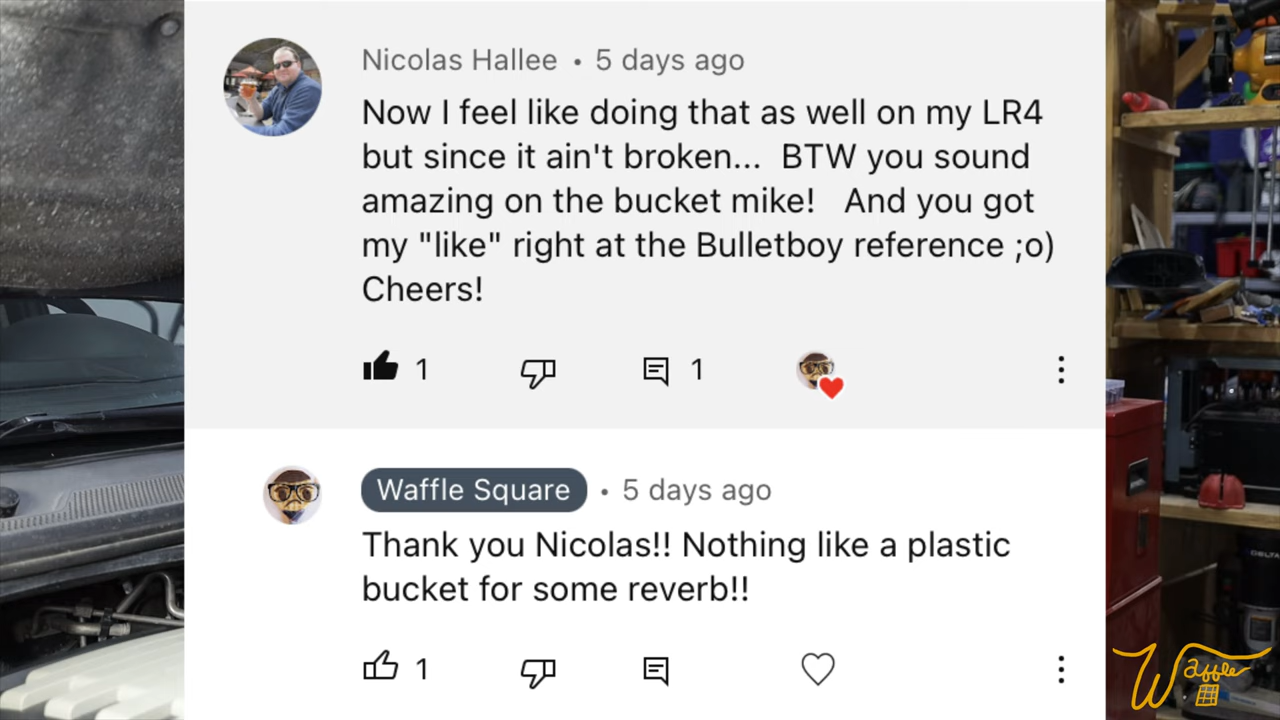 Nicolas Hallee • 5 days ago
Now I feel like doing that as well on my LR4
but since it ain't broken...  BTW you sound
amazing on the bucket mike!   And you got
my "like" right at the Bulletboy reference ;o)
Cheers!
1
1
Waffle Square • 5 days ago
Thank you Nicolas!! Nothing like a plastic
bucket for some reverb!!
1
DELTA
Waffle